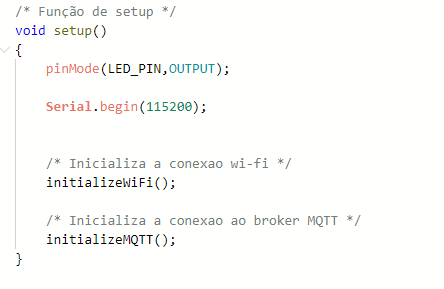 /* Função de setup */
void setup()
{
pinMode(LED_PIN,OUTPUT);
Serial.begin(115200);
/* Inicializa a conexao wi-fi */
initializeWiFi();
/* Inicializa a conexao ao broker MQTT */
initializeMQTT();
}